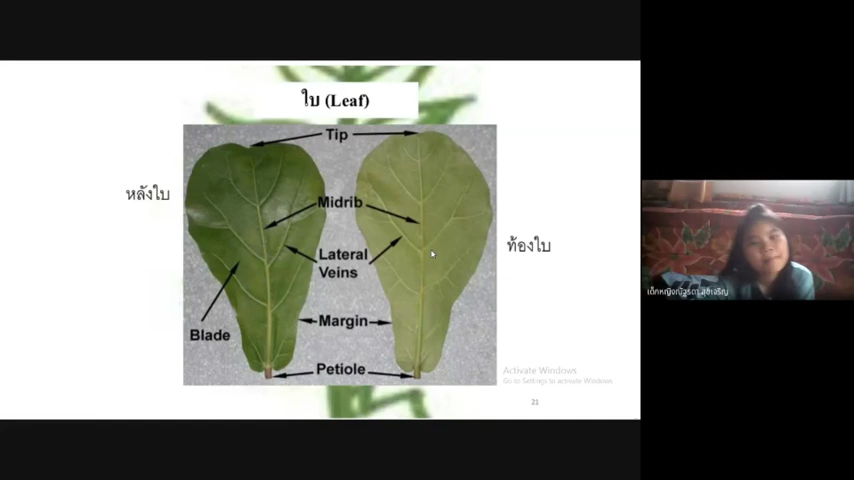 ใบ (Leaf)
Tip
หลังใบ
Midrib
ท้องใบ
Lateral
Veins
Margin
Blade
Petiole
Activate Windows
Go to Settings to activate Windows
21
เด็กหญิงณัฐรดา สุขเจริญ